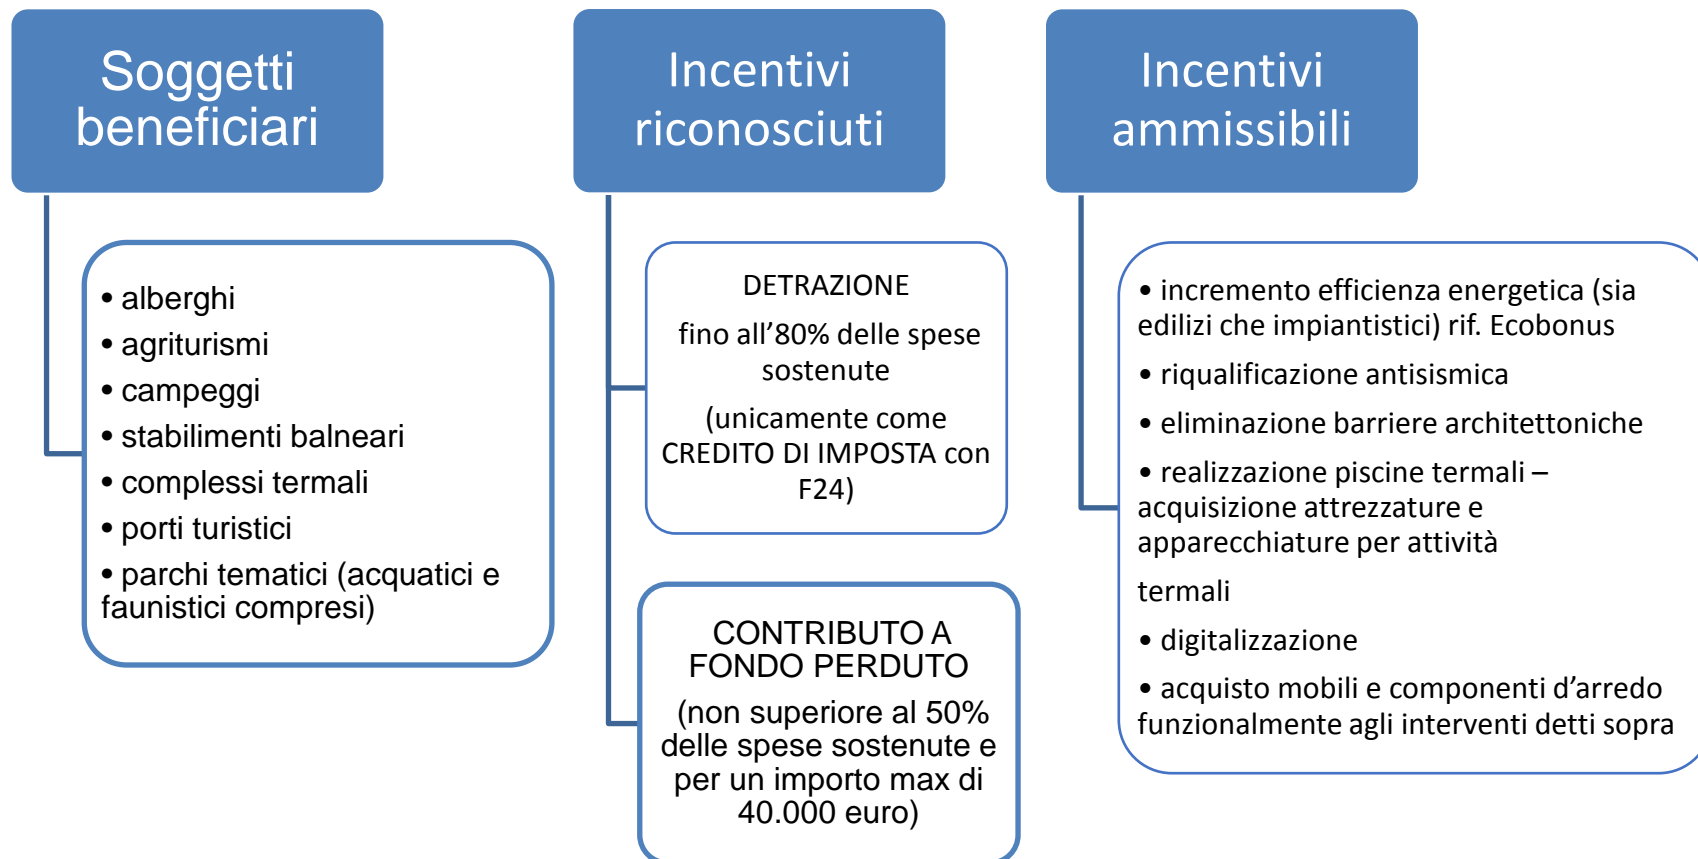 Soggetti
beneficiari
• alberghi
• agriturismi
• campeggi
• stabilimenti balneari
• complessi termali
• porti turistici
• parchi tematici (acquatici e
faunistici compresi)
Incentivi
riconosciuti
DETRAZIONE
fino all’80% delle spese
sostenute
(unicamente come
CREDITO DI IMPOSTA con
F24)
CONTRIBUTO A
FONDO PERDUTO
(non superiore al 50%
delle spese sostenute e
per un importo max di
40.000 euro)
Incentivi
ammissibili
• incremento efficienza energetica (sia
edilizi che impiantistici) rif. Ecobonus
• riqualificazione antisismica
• eliminazione barriere architettoniche
• realizzazione piscine termali –
acquisizione attrezzature e
apparecchiature per attività
termali
• digitalizzazione
• acquisto mobili e componenti d’arredo
funzionalmente agli interventi detti sopra